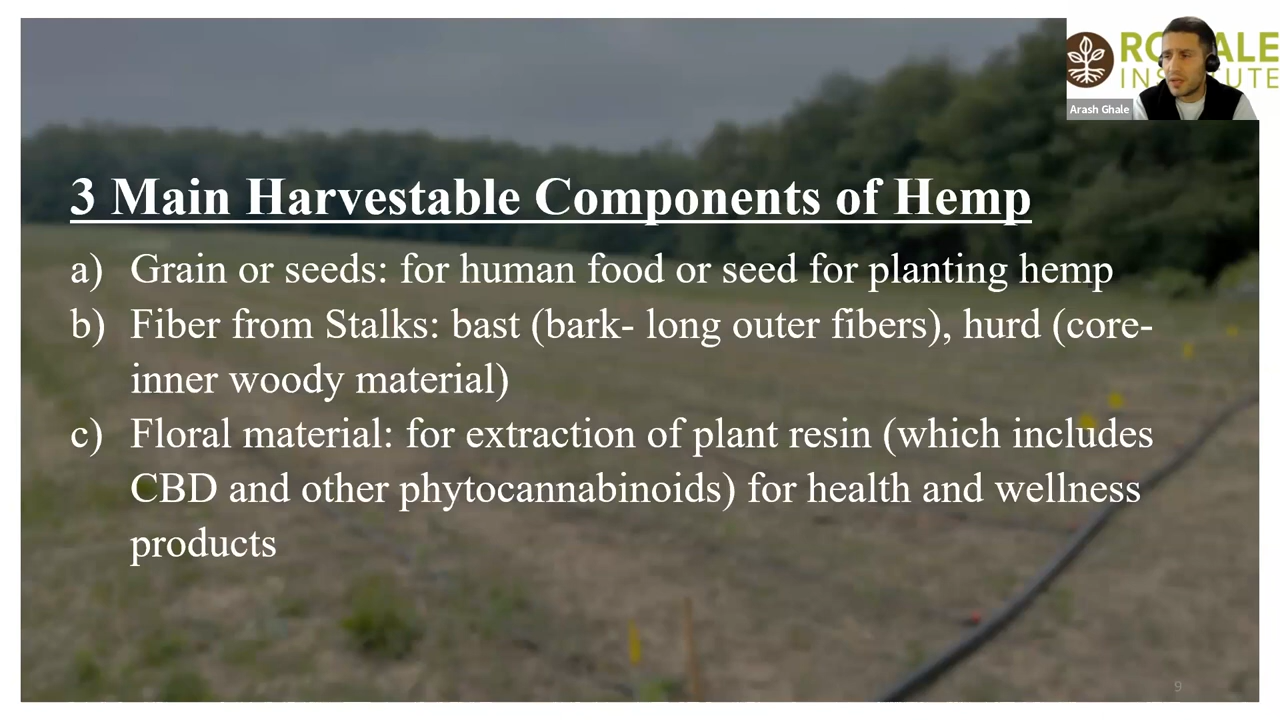 3 Main Harvestable Components of Hemp
a) Grain or seeds: for human food or seed for planting hemp
b) Fiber from Stalks: bast (bark- long outer fibers), hurd (core-
inner woody material)
c) Floral material: for extraction of plant resin (which includes
CBD and other phytocannabinoids) for health and wellness
products
Arash Ghale
9